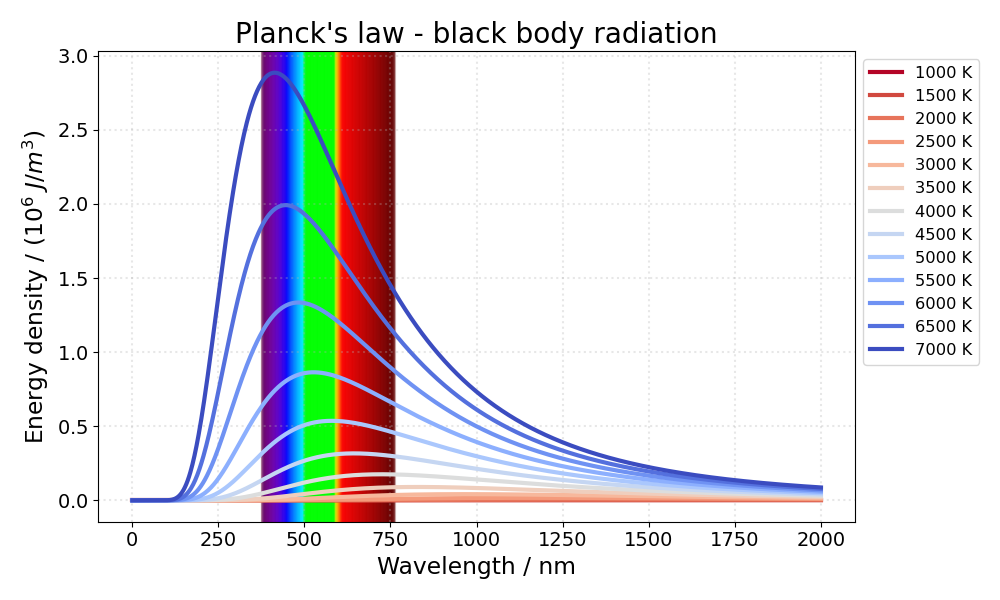 Planck's law - black body radiation
3.0
2.5
2.0
1.5
1.0
0.5
0.0
Energy density / (10⁶ J/m³)
0 250 500 750 1000 1250 1500 1750 2000
Wavelength / nm
1000 K
1500 K
2000 K
2500 K
3000 K
3500 K
4000 K
4500 K
5000 K
5500 K
6000 K
6500 K
7000 K